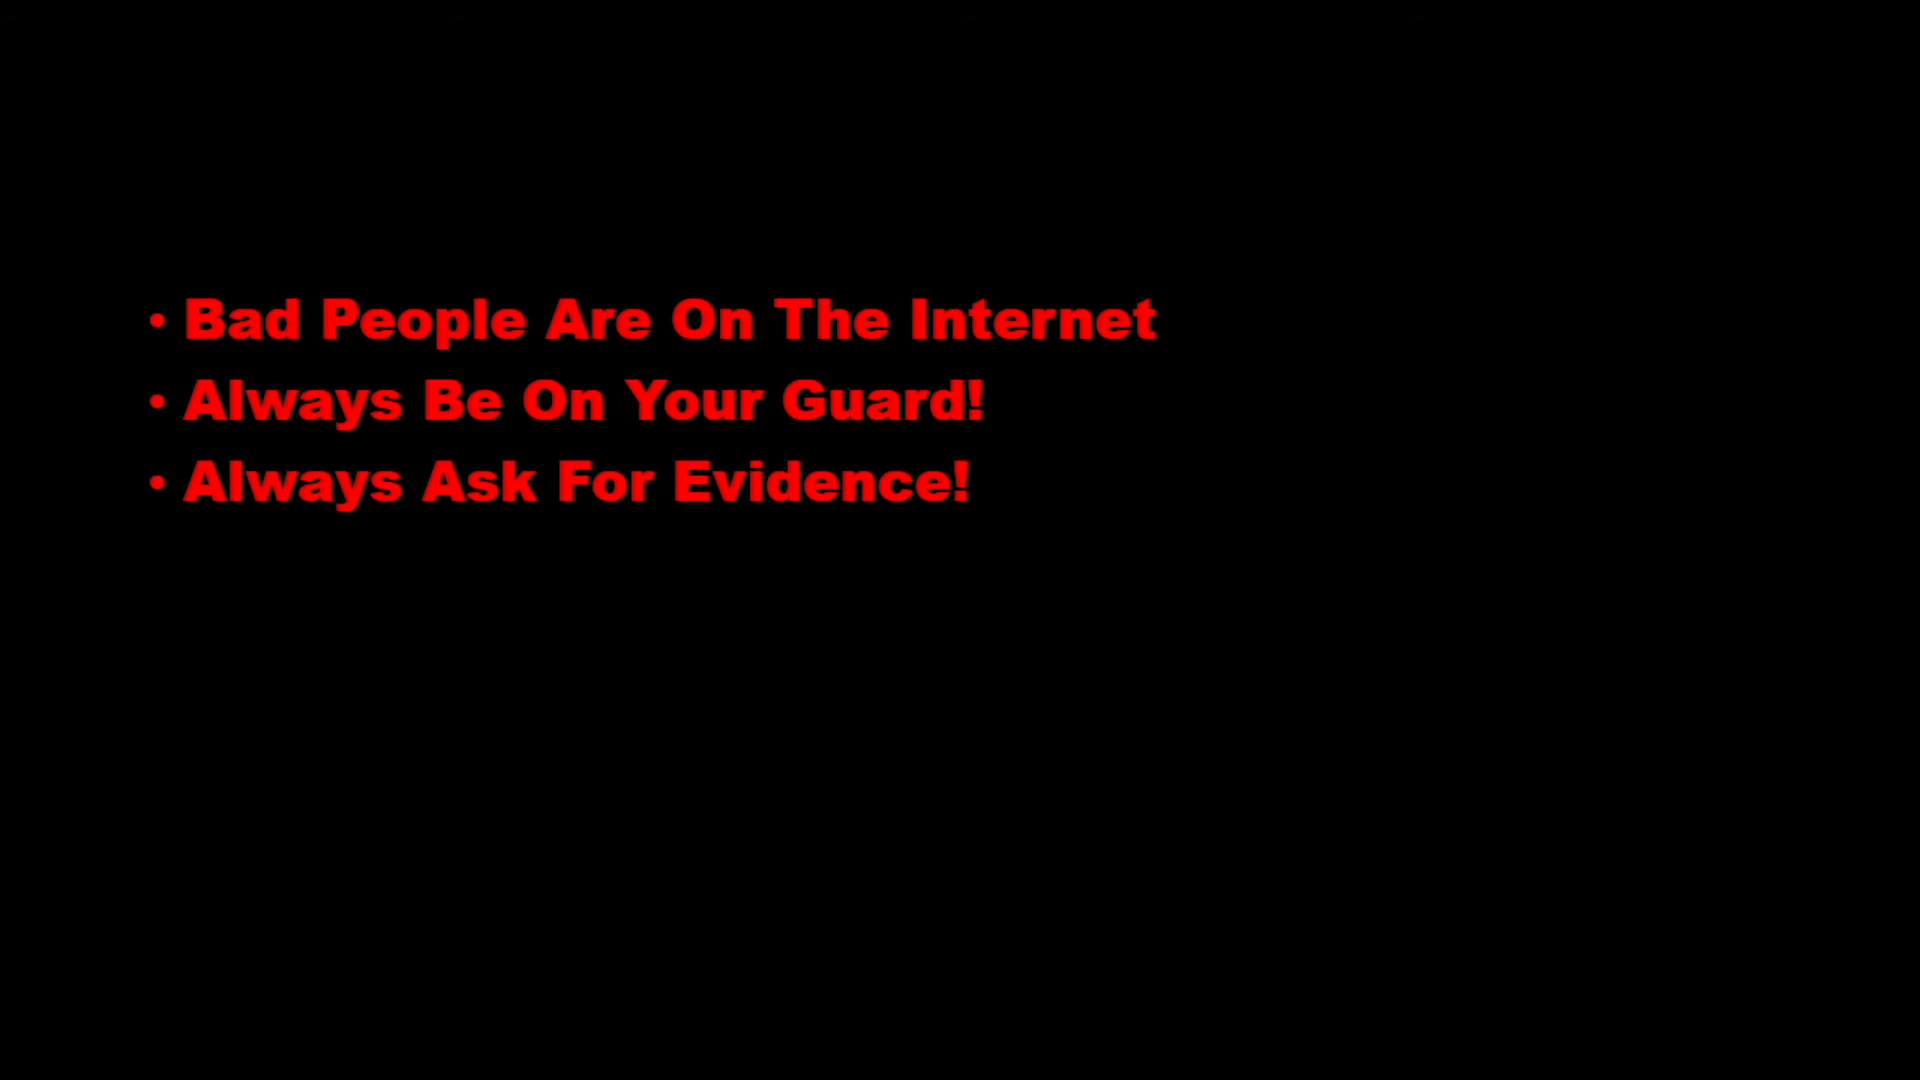 • Bad People Are On The Internet
• Always Be On Your Guard!
• Always Ask For Evidence!